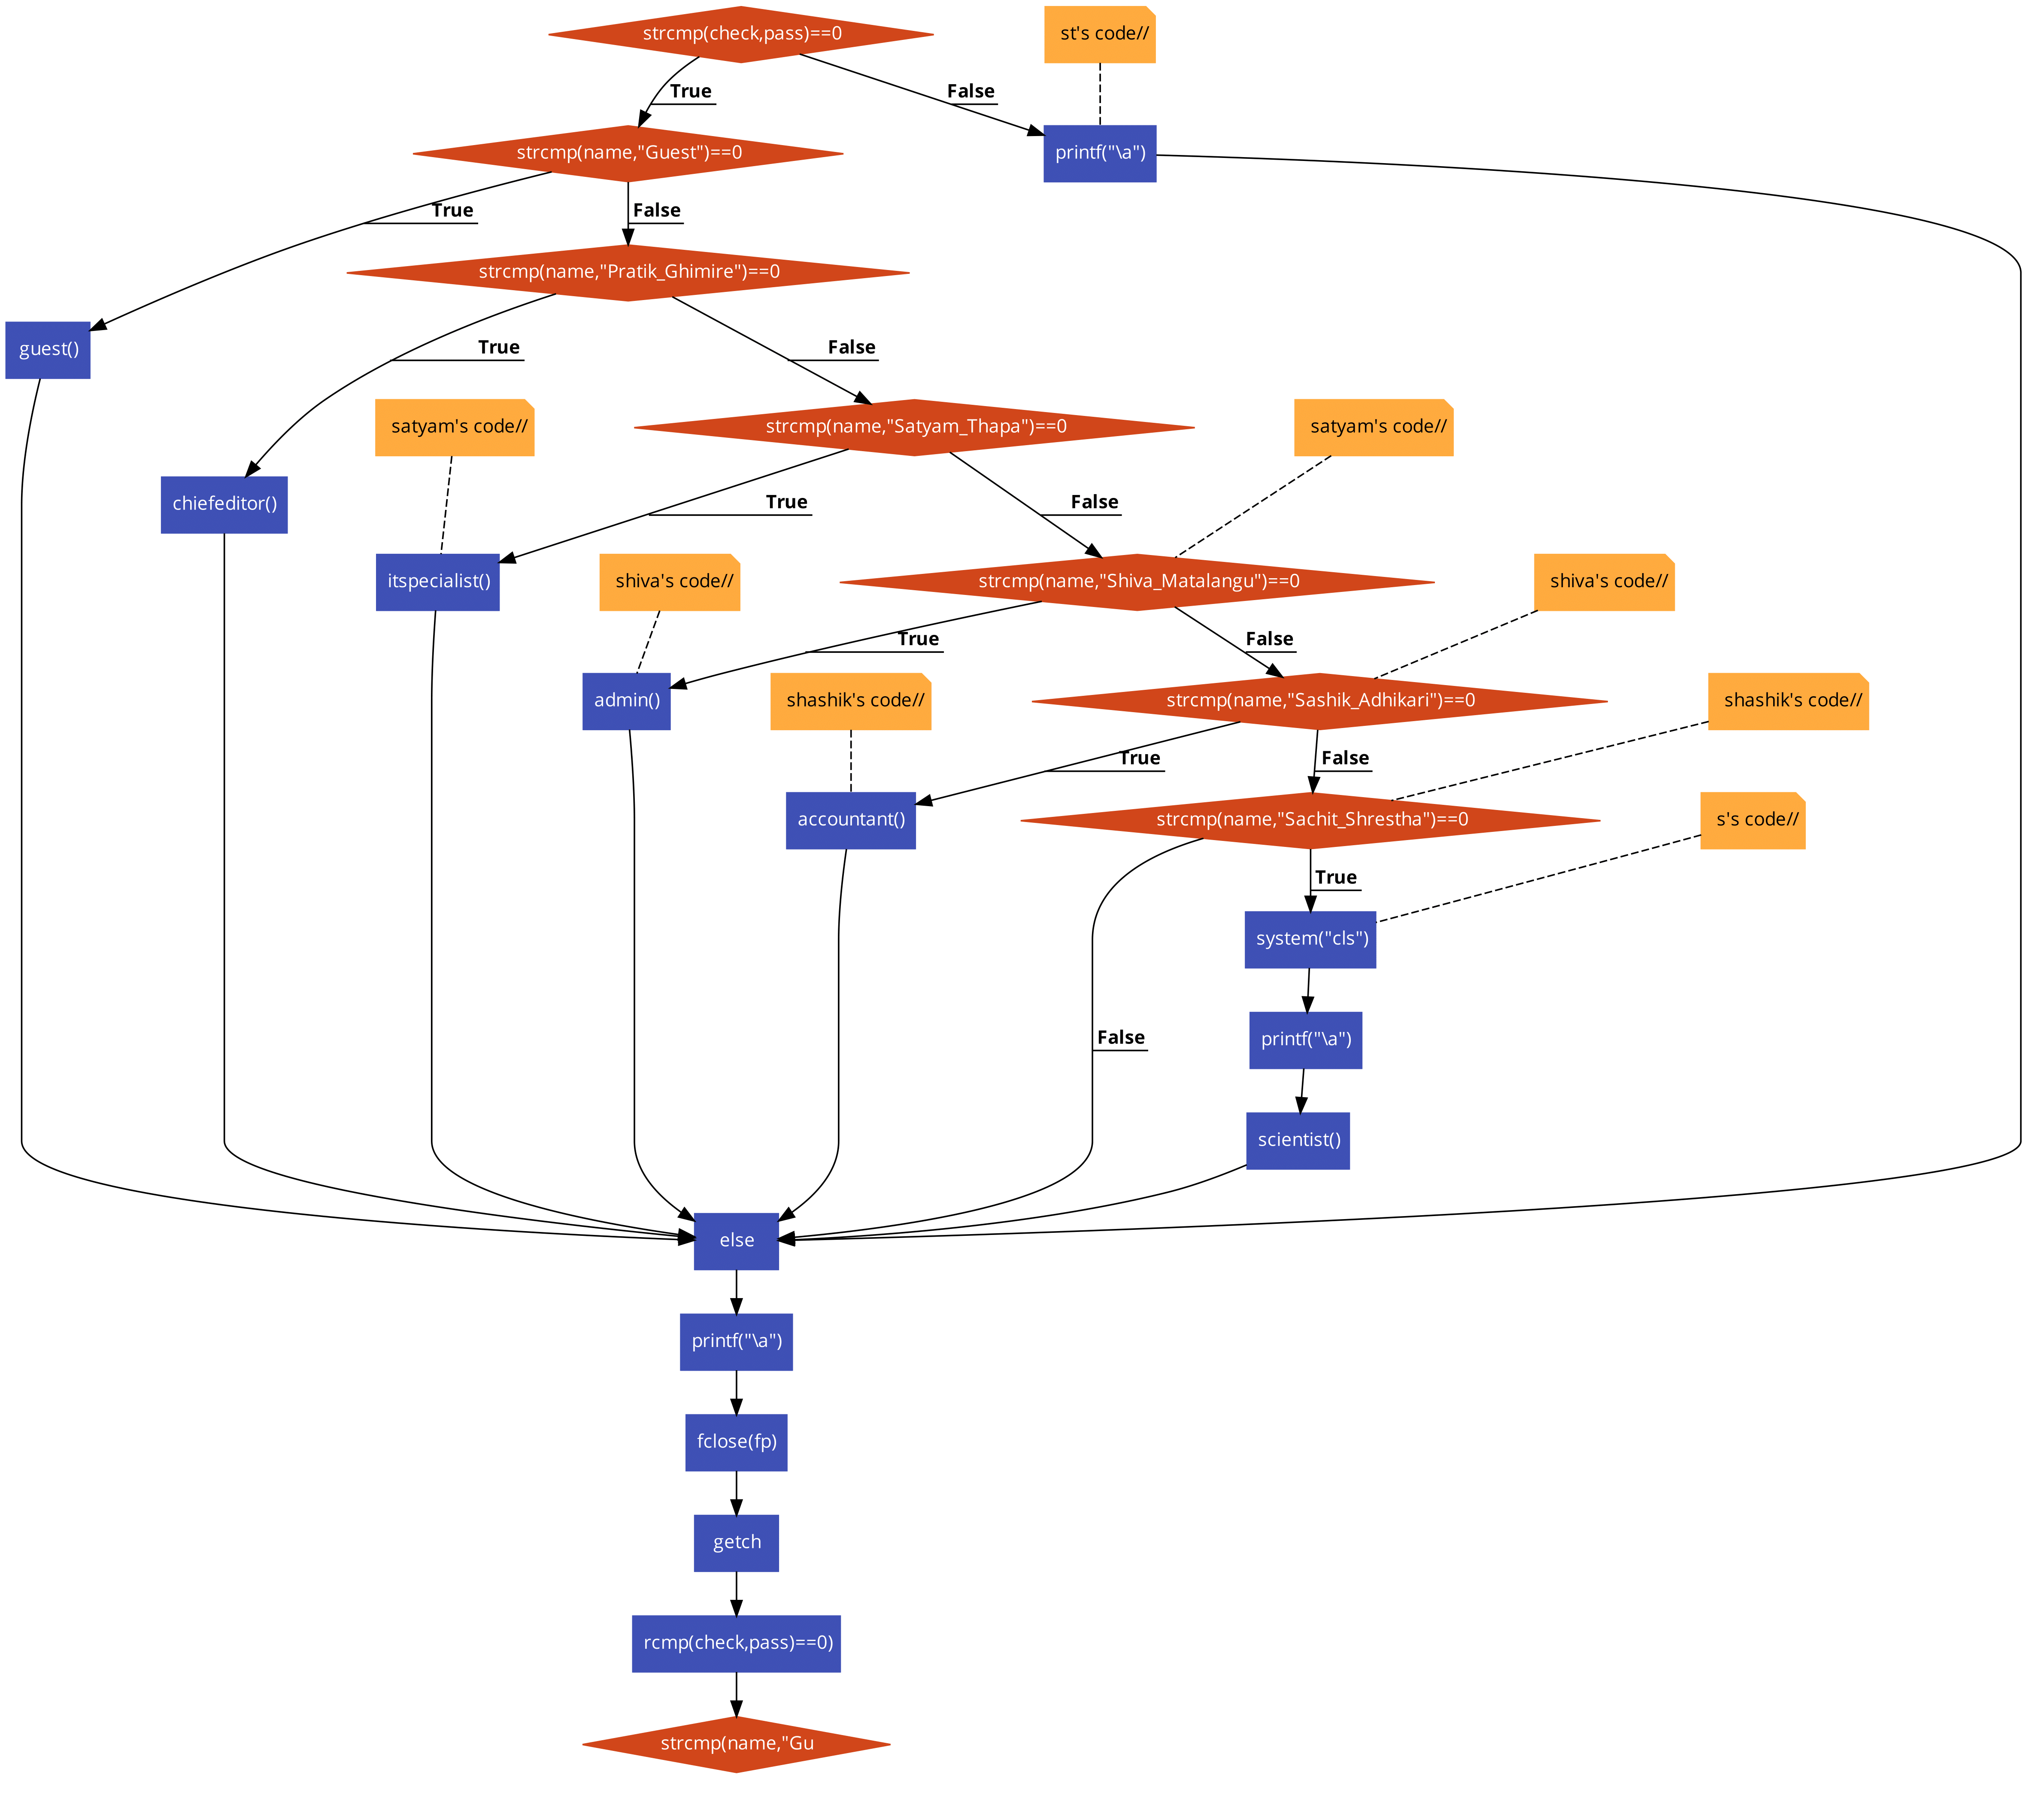 strcmp(check,pass)==0
st's code//
True
False
strcmp(name,"Guest")==0
printf("\a")
True
False
strcmp(name,"Pratik_Ghimire")==0
guest()
True
False
satyam's code//
strcmp(name,"Satyam_Thapa")==0
satyam's code//
chiefeditor()
True
False
itspecialist()
shiva's code//
strcmp(name,"Shiva_Matalangu")==0
shiva's code//
True
False
admin()
shashik's code//
strcmp(name,"Sashik_Adhikari")==0
shashik's code//
True
False
accountant()
strcmp(name,"Sachit_Shrestha")==0
s's code//
True
system("cls")
False
printf("\a")
scientist()
else
printf("\a")
fclose(fp)
getch
rcmp(check,pass)==0)
strcmp(name,"Gu